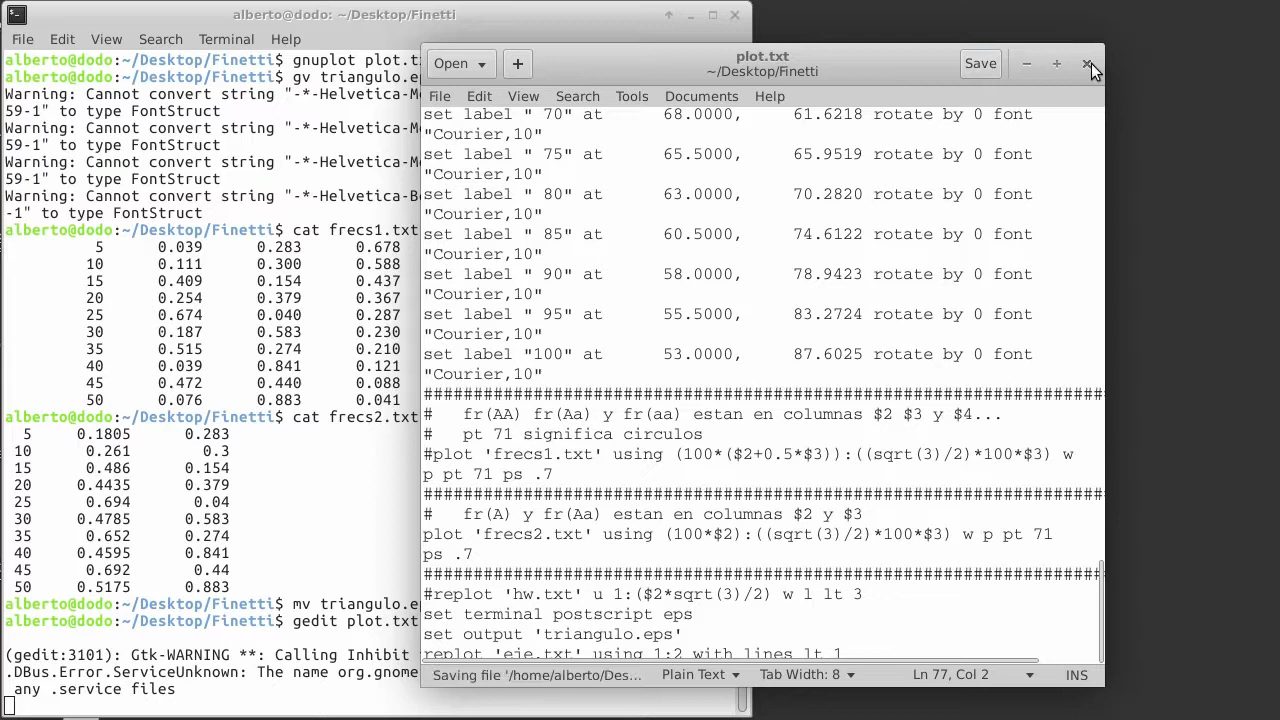 alberto@dodo: ~/Desktop/Finetti
File Edit View Search Terminal Help
alberto@dodo:~/Desktop/Finetti$ gnuplot plot.t
alberto@dodo:~/Desktop/Finetti$ gv triangulo.e
Warning: Cannot convert string "-*-Helvetica-M
59-1" to type FontStruct
Warning: Cannot convert string "-*-Helvetica-M
59-1" to type FontStruct
Warning: Cannot convert string "-*-Helvetica-M
59-1" to type FontStruct
Warning: Cannot convert string "-*-Helvetica-B
-1" to type FontStruct
alberto@dodo:~/Desktop/Finetti$ cat frecs1.txt
5 0.039 0.283 0.678
10 0.111 0.300 0.588
15 0.409 0.154 0.437
20 0.254 0.379 0.367
25 0.674 0.040 0.287
30 0.187 0.583 0.230
35 0.515 0.274 0.210
40 0.039 0.841 0.121
45 0.472 0.440 0.088
50 0.076 0.883 0.041
alberto@dodo:~/Desktop/Finetti$ cat frecs2.txt
5 0.1805 0.283
10 0.261 0.3
15 0.486 0.154
20 0.4435 0.379
25 0.694 0.04
30 0.4785 0.583
35 0.652 0.274
40 0.4595 0.841
45 0.692 0.44
50 0.5175 0.883
alberto@dodo:~/Desktop/Finetti$ mv triangulo.e
alberto@dodo:~/Desktop/Finetti$ gedit plot.txt
(gedit:3101): Gtk-WARNING **: Calling Inhibit
.DBus.Error.ServiceUnknown: The name org.gnome
any .service files
Open
plot.txt
~/Desktop/Finetti
Save
File Edit View Search Tools Documents Help
set label " 70" at 68.0000, 61.6218 rotate by 0 font
"Courier,10"
set label " 75" at 65.5000, 65.9519 rotate by 0 font
"Courier,10"
set label " 80" at 63.0000, 70.2820 rotate by 0 font
"Courier,10"
set label " 85" at 60.5000, 74.6122 rotate by 0 font
"Courier,10"
set label " 90" at 58.0000, 78.9423 rotate by 0 font
"Courier,10"
set label " 95" at 55.5000, 83.2724 rotate by 0 font
"Courier,10"
set label "100" at 53.0000, 87.6025 rotate by 0 font
"Courier,10"
####################################################################
# fr(AA) fr(Aa) y fr(aa) estan en columnas $2 $3 y $4...
# pt 71 significa circulos
#plot 'frecs1.txt' using (100*($2+0.5*$3)):((sqrt(3)/2)*100*$3) w
p pt 71 ps .7
####################################################################
# fr(A) y fr(Aa) estan en columnas $2 y $3
plot 'frecs2.txt' using (100*$2):((sqrt(3)/2)*100*$3) w p pt 71
ps .7
####################################################################
#replot 'hw.txt' u 1:($2*sqrt(3)/2) w l lt 3
set terminal postscript eps
set output 'triangulo.eps'
replot 'eje.txt' using 1:2 with lines lt 1
Saving file '/home/alberto/Des... Plain Text Tab Width: 8 Ln 77, Col 2 INS